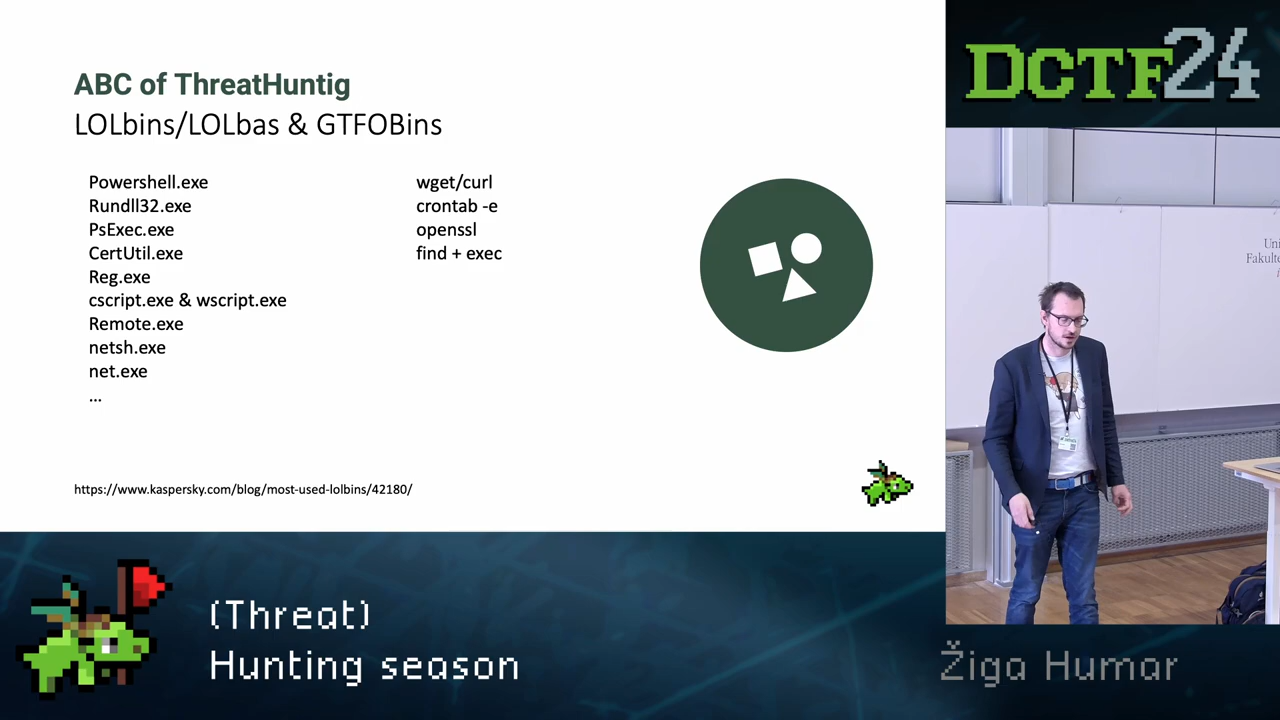 ABC of ThreatHuntig
LOLbins/LOLbas & GTFOBins
Powershell.exe
Rundll32.exe
PsExec.exe
CertUtil.exe
Reg.exe
cscript.exe & wscript.exe
Remote.exe
netsh.exe
net.exe
...
wget/curl
crontab -e
openssl
find + exec
https://www.kaspersky.com/blog/most-used-lolbins/42180/
DCTF24
Uni
Fakulte
(Threat)
Hunting season
Žiga Humar